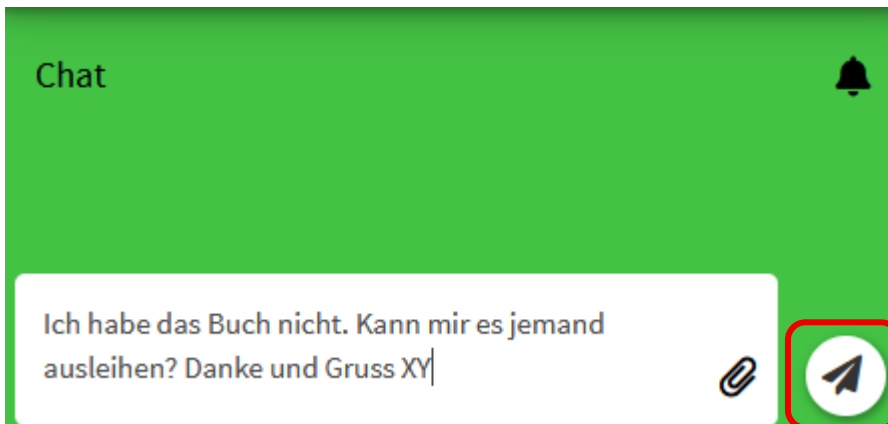 Chat
Ich habe das Buch nicht. Kann mir es jemand
ausleihen? Danke und Gruss XY